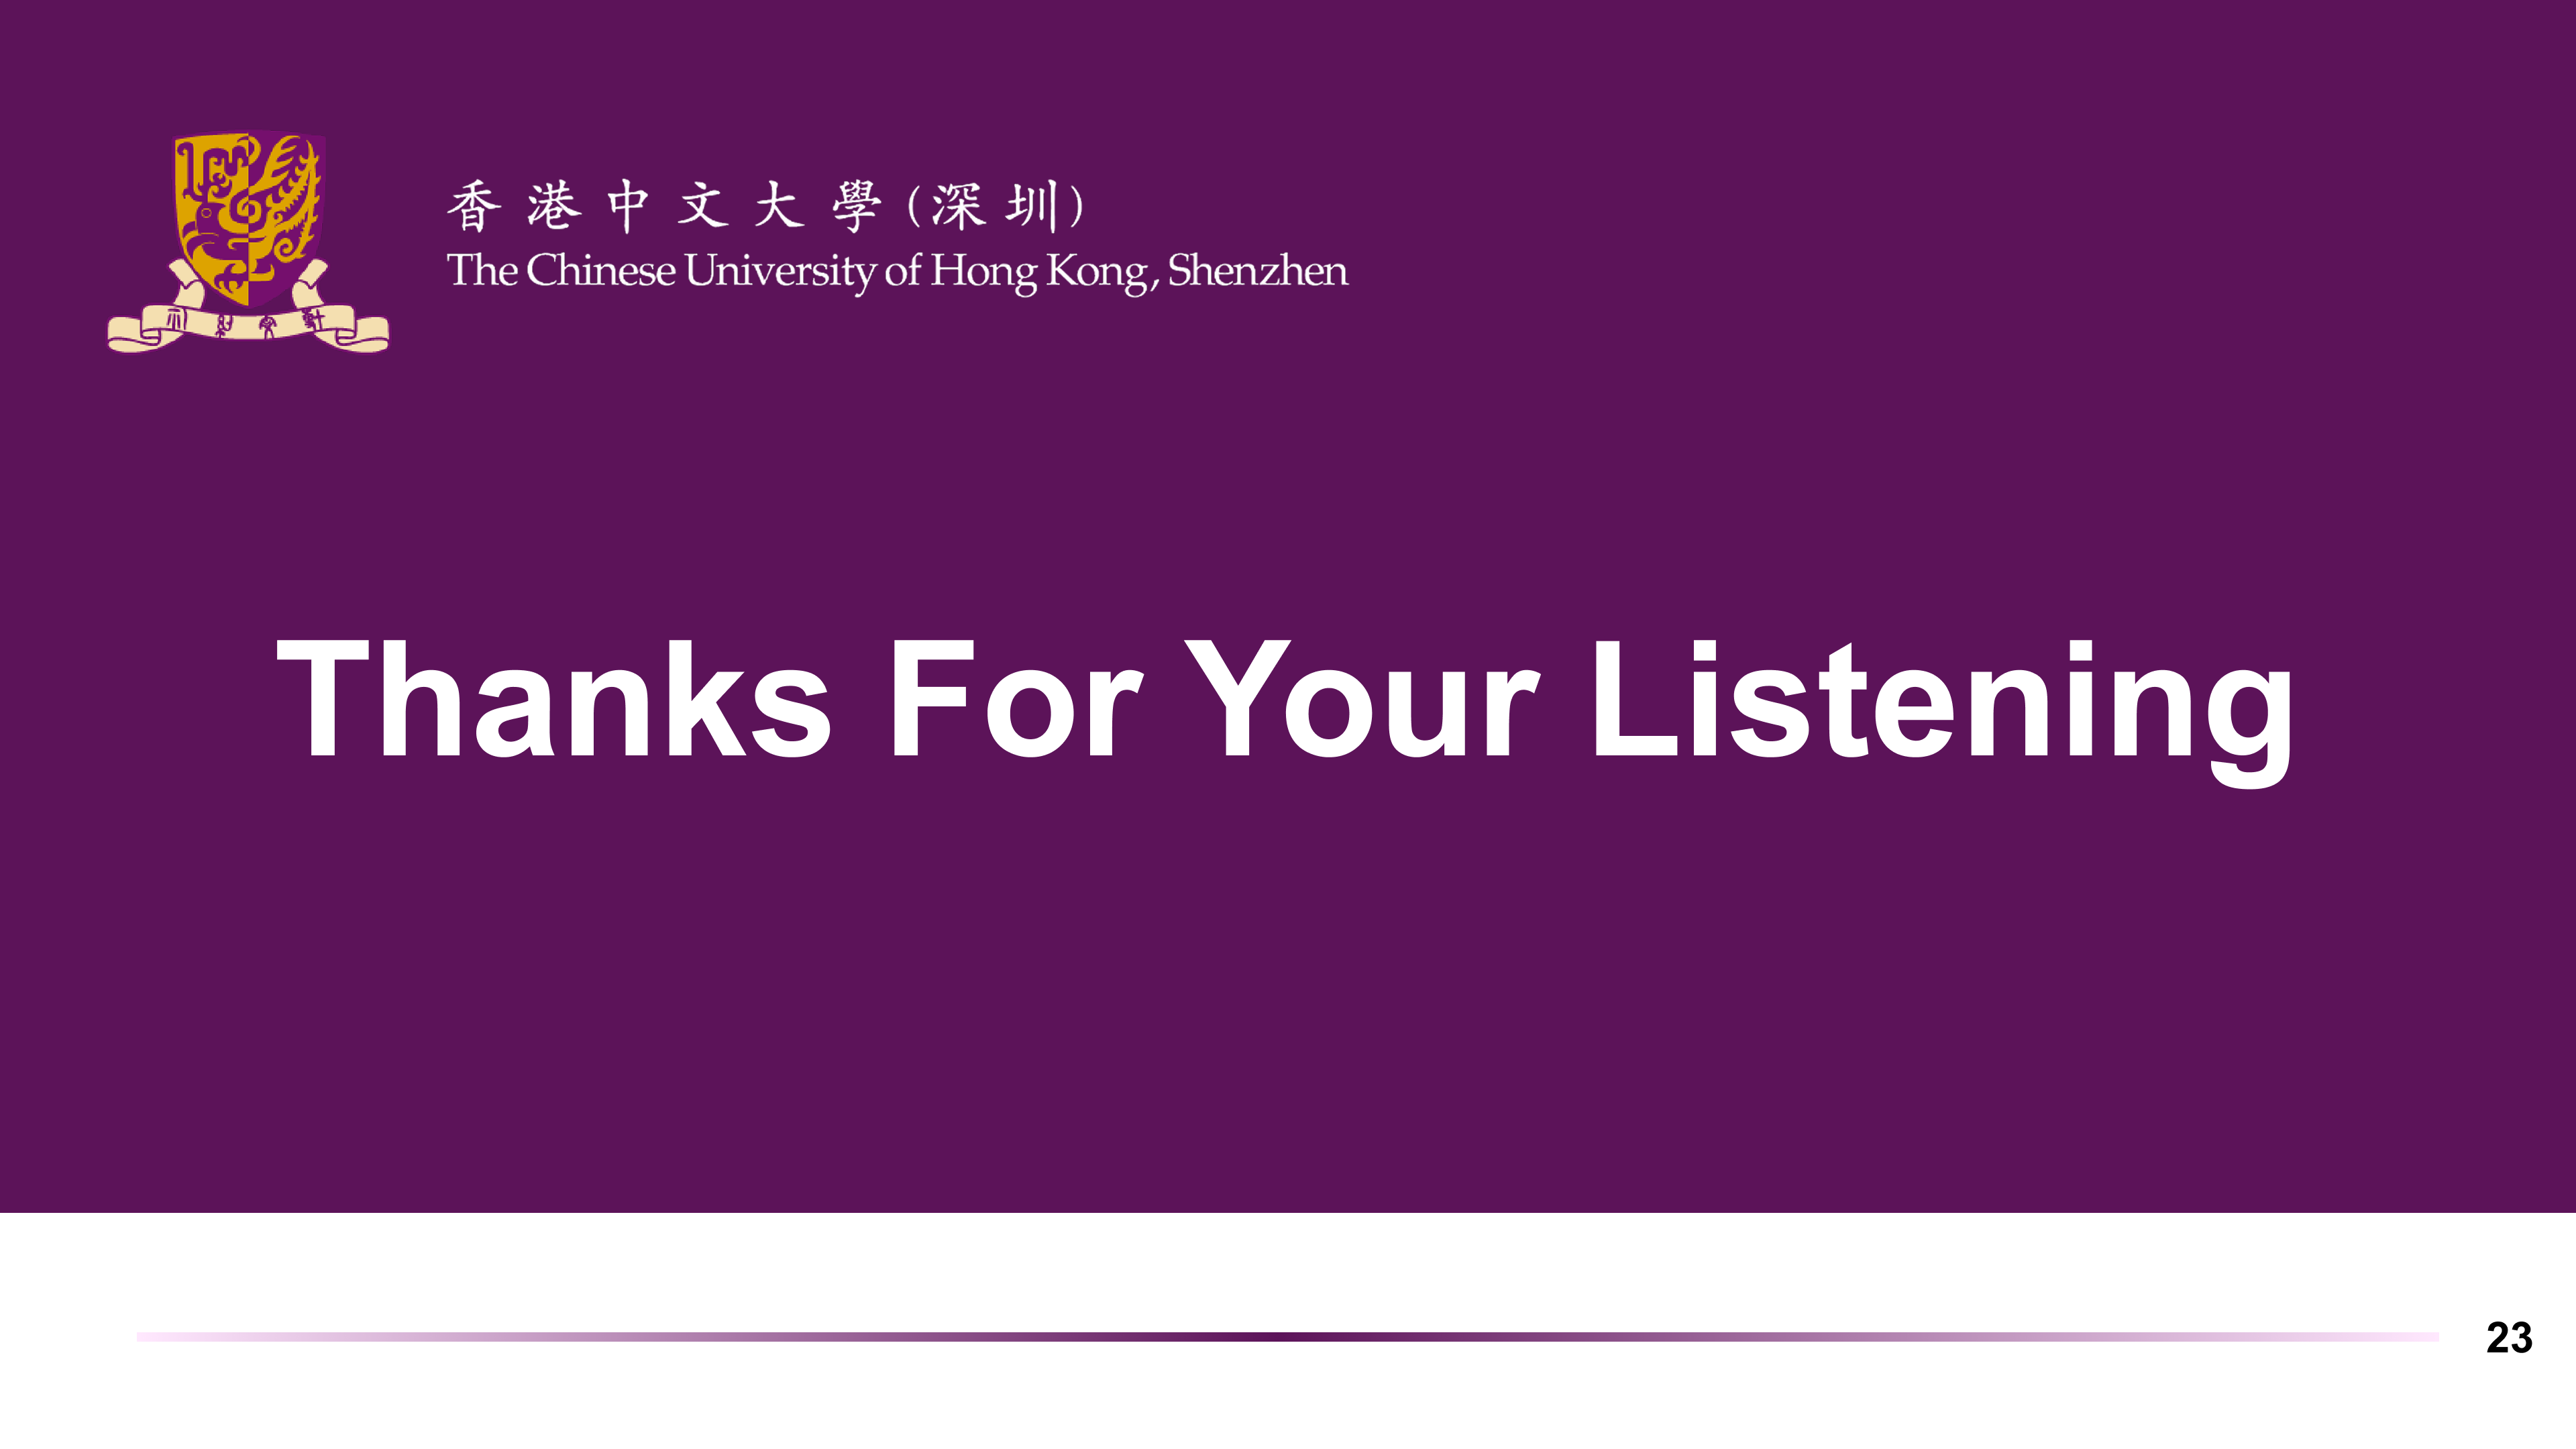 香港中文大學(深圳)
The Chinese University of Hong Kong, Shenzhen
Thanks For Your Listening
23